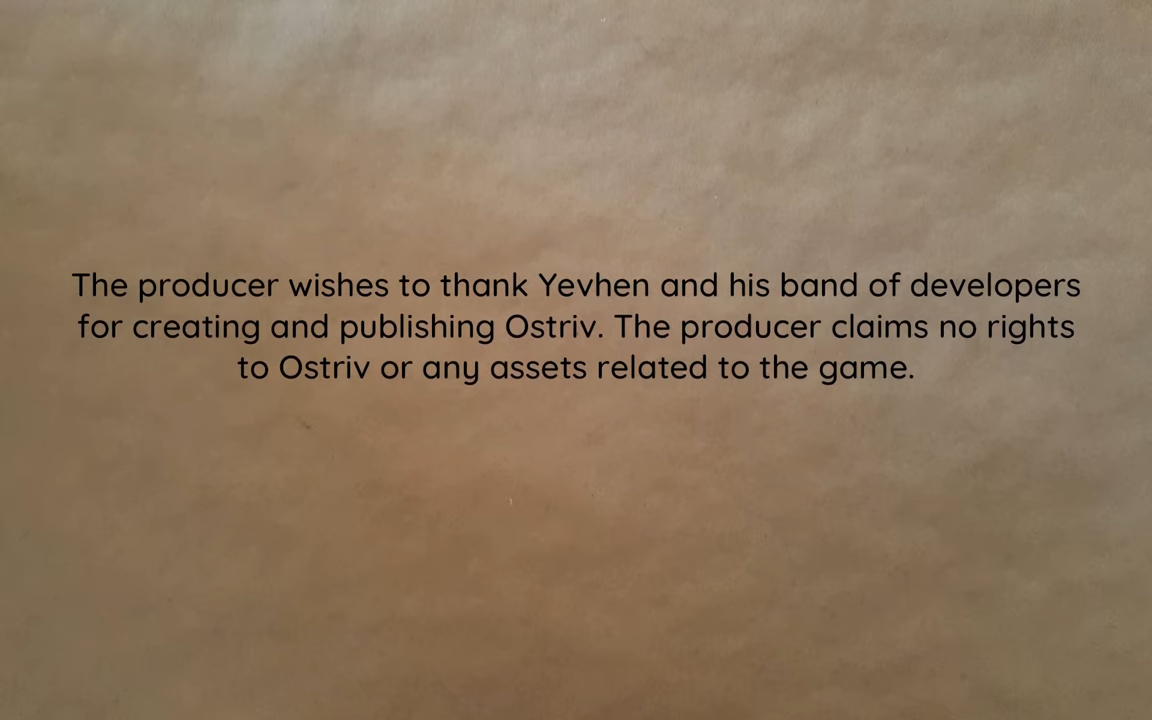 The producer wishes to thank Yevhen and his band of developers
for creating and publishing Ostriv. The producer claims no rights
to Ostriv or any assets related to the game.